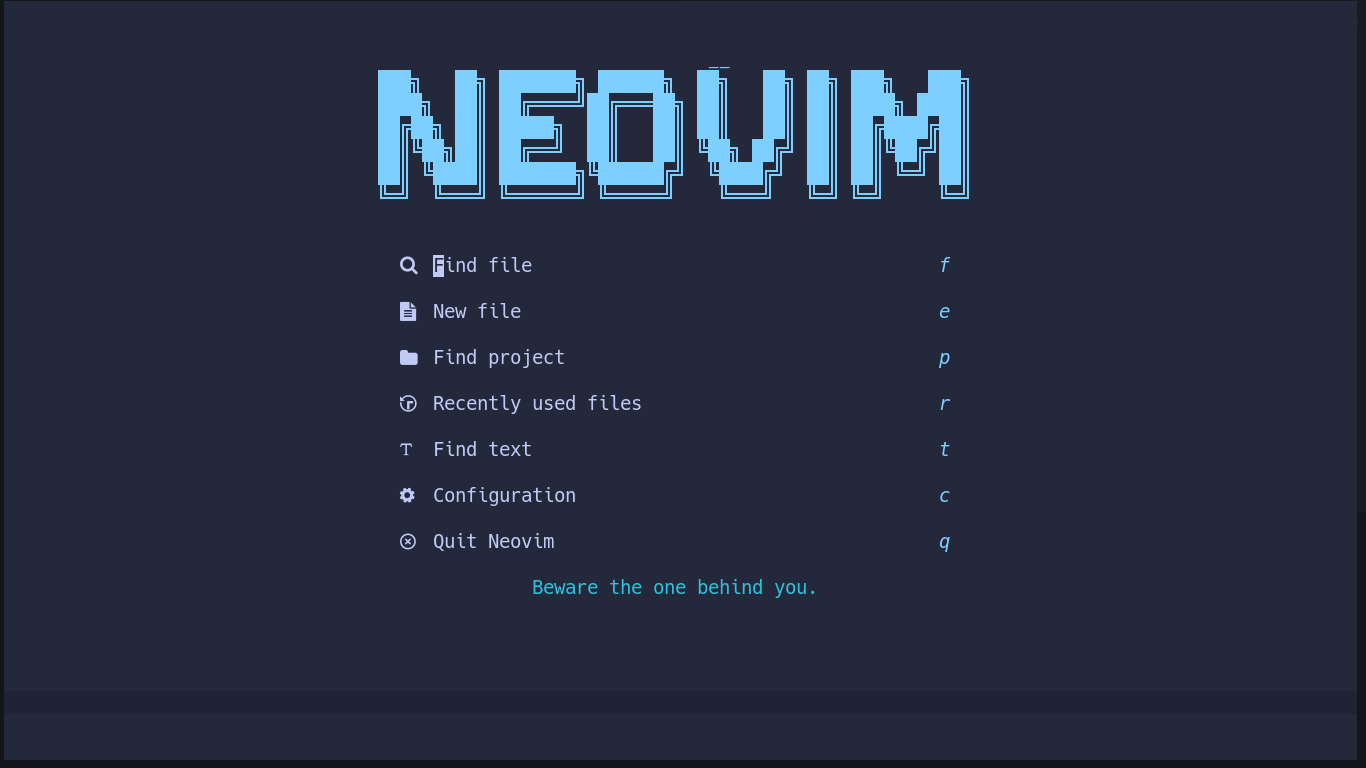 NEOVIM
Find file f
New file e
Find project p
Recently used files r
Find text t
Configuration c
Quit Neovim q
Beware the one behind you.